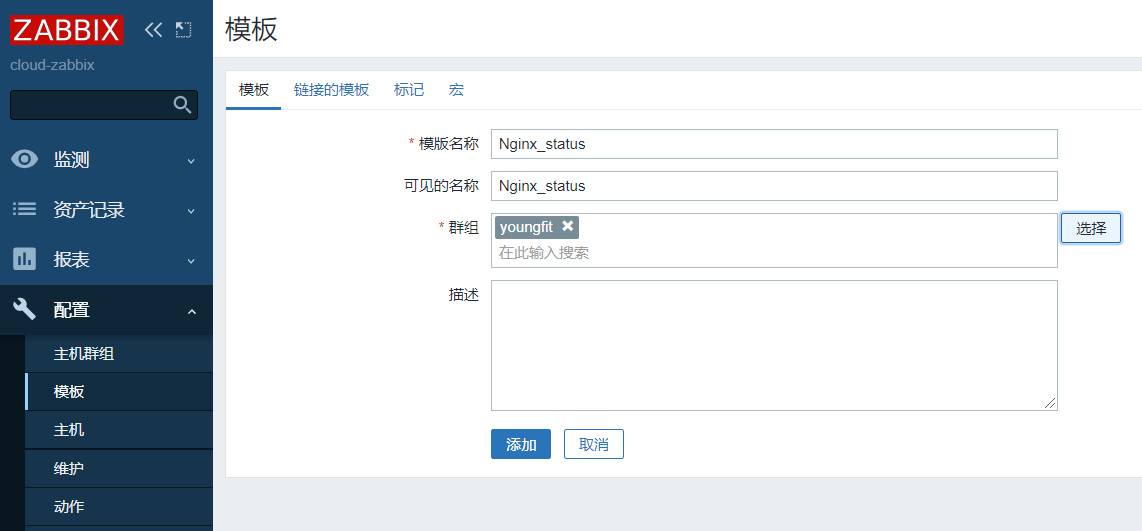 ZABBIX
cloud-zabbix
监测
资产记录
报表
配置
主机群组
模板
主机
维护
动作
模板
模板 链接的模板 标记 宏
* 模版名称 Nginx_status
可见的名称 Nginx_status
* 群组 youngfit 选择
在此输入搜索
描述
添加 取消